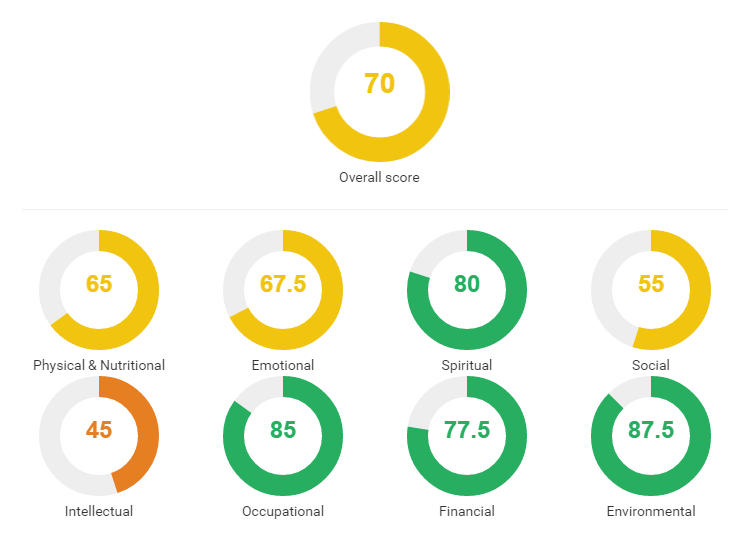 70
Overall score
65
67.5
80
55
Physical & Nutritional
Emotional
Spiritual
Social
45
85
77.5
87.5
Intellectual
Occupational
Financial
Environmental